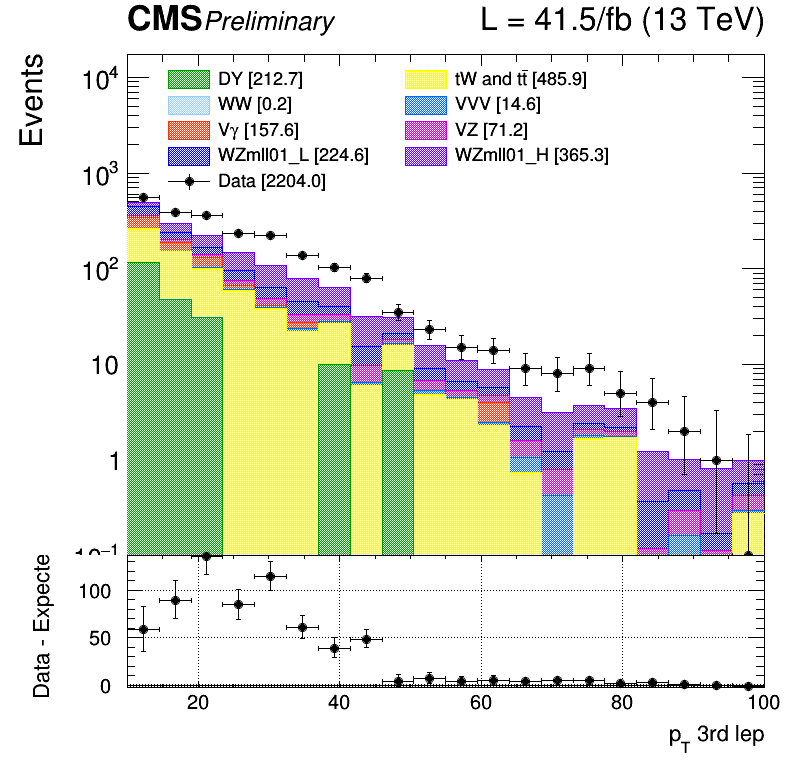 CMS Preliminary L = 41.5/fb (13 TeV)
Events
10⁴
10³
10²
10
1
10⁻¹
DY [212.7]
tW and tt̄ [485.9]
WW [0.2]
VVV [14.6]
Vγ [157.6]
VZ [71.2]
WZmll01_L [224.6]
WZmll01_H [365.3]
Data [2204.0]
Data - Expecte
100
50
0
20 40 60 80 100
p_T 3rd lep